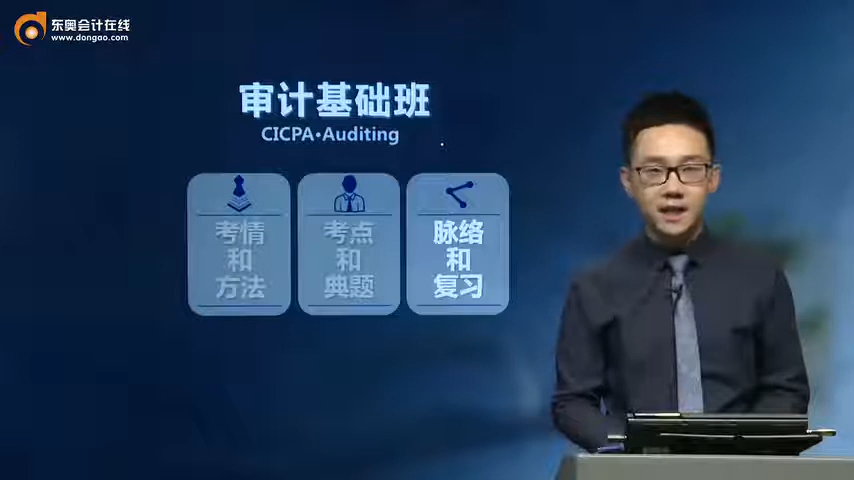 东奥会计在线
www.dongao.com
审计基础班
CICPA•Auditing
考情
和
方法
考点
和
典题
脉络
和
复习